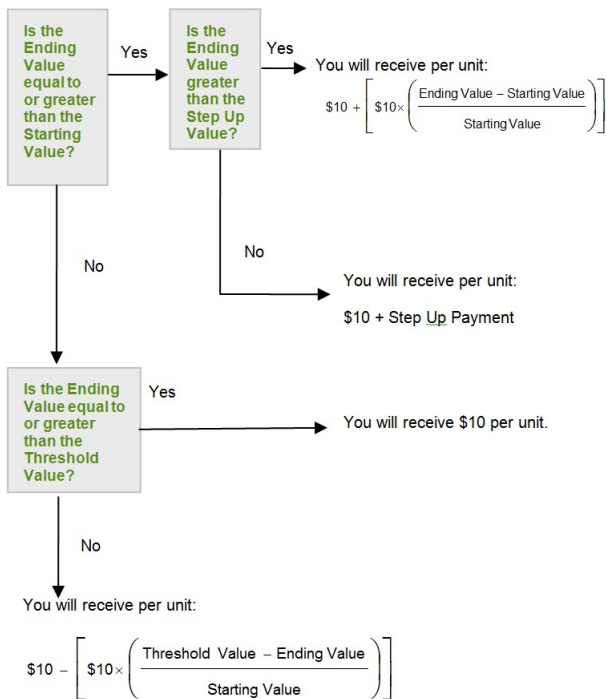 Is the
Ending
Value
equal to
or greater
than the
Starting
Value?
Yes
Is the
Ending
Value
greater
than the
Step Up
Value?
Yes
You will receive per unit:
$10 + [ $10× ( Ending Value – Starting Value
Starting Value ) ]
No
No
You will receive per unit:
$10 + Step Up Payment
Is the Ending
Value equal to
or greater
than the
Threshold
Value?
Yes
You will receive $10 per unit.
No
You will receive per unit:
$10 – [ $10× ( Threshold Value – Ending Value
Starting Value ) ]